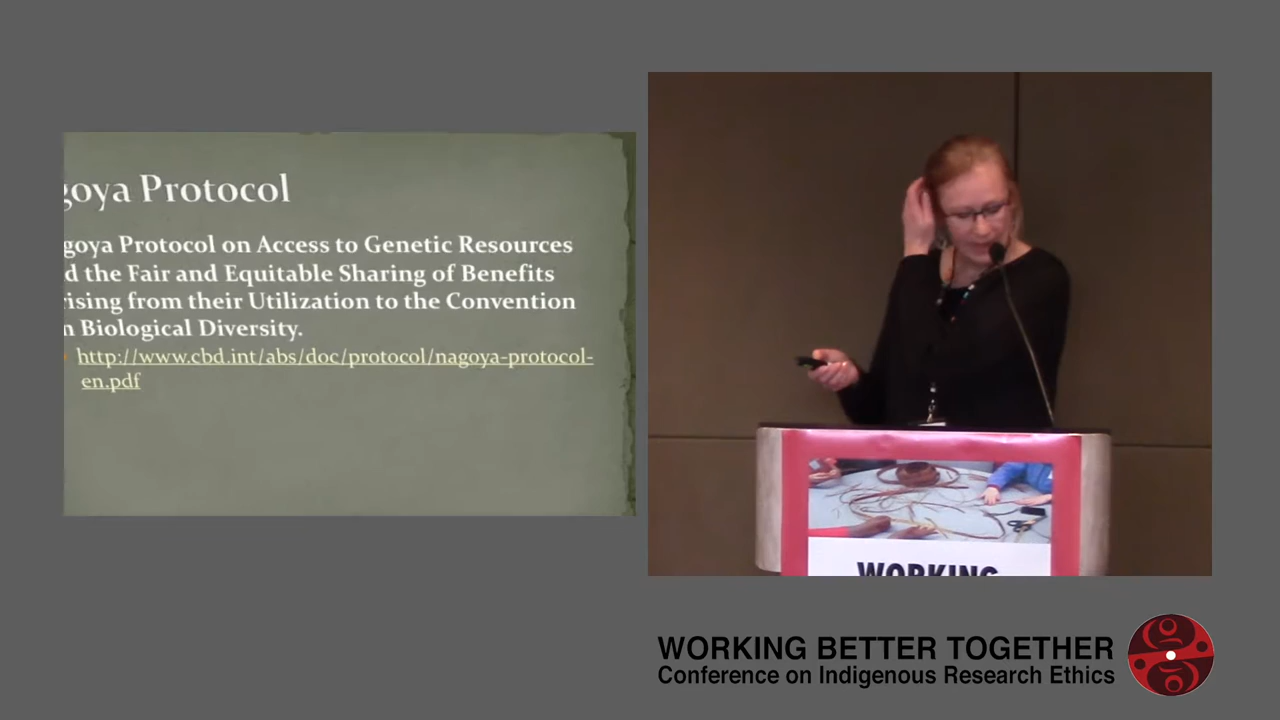 goya Protocol
goya Protocol on Access to Genetic Resources
d the Fair and Equitable Sharing of Benefits
rising from their Utilization to the Convention
n Biological Diversity.
http://www.cbd.int/abs/doc/protocol/nagoya-protocol-
en.pdf
WORKING
WORKING BETTER TOGETHER
Conference on Indigenous Research Ethics